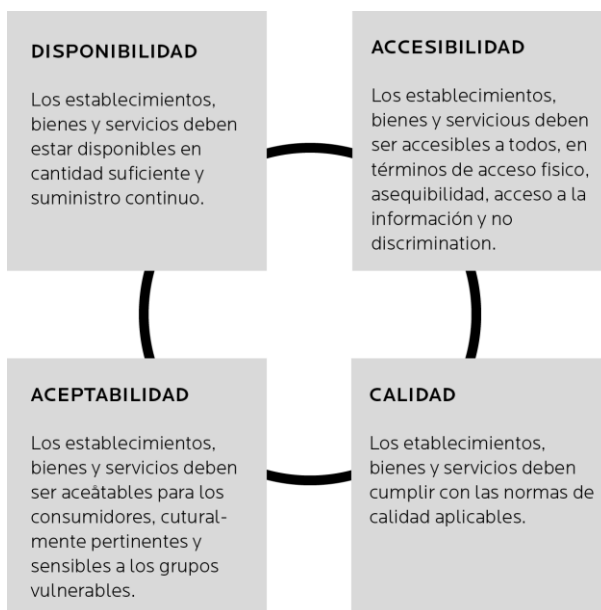 DISPONIBILIDAD
Los establecimientos,
bienes y servicios deben
estar disponibles en
cantidad suficiente y
suministro continuo.
ACCESIBILIDAD
Los establecimientos,
bienes y servicious deben
ser accesibles a todos, en
términos de acceso fisico,
asequibilidad, acceso a la
información y no
discrimination.
ACEPTABILIDAD
Los establecimientos,
bienes y servicios deben
ser aceâtables para los
consumidores, cutural-
mente pertinentes y
sensibles a los grupos
vulnerables.
CALIDAD
Los etablecimientos,
bienes y servicios deben
cumplir con las normas de
calidad aplicables.